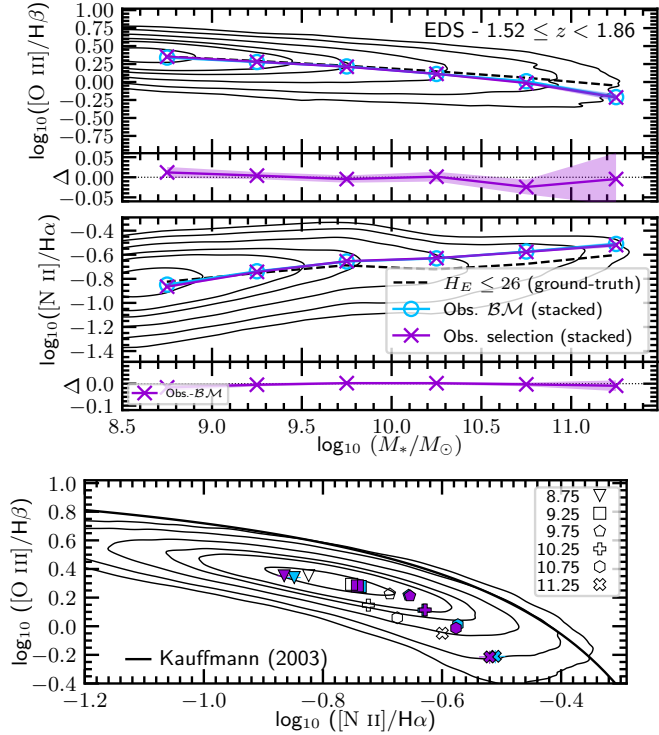 EDS - 1.52 ≤ z < 1.86
log₁₀([O III]/Hβ)
1.00
0.75
0.50
0.25
0.00
−0.25
−0.50
−0.75
Δ
0.05
0.00
−0.05
log₁₀([N II]/Hα)
−0.4
−0.6
−0.8
−1.0
−1.2
−1.4
H_E ≤ 26 (ground-truth)
Obs. BM (stacked)
Obs. selection (stacked)
Δ
0.0
−0.1
Obs.-BM
8.5 9.0 9.5 10.0 10.5 11.0
log₁₀ (M*/M⊙)
log₁₀ ([O III]/Hβ)
1.0
0.8
0.6
0.4
0.2
0.0
−0.2
−0.4
8.75
9.25
9.75
10.25
10.75
11.25
Kauffmann (2003)
−1.2 −1.0 −0.8 −0.6 −0.4
log₁₀ ([N II]/Hα)